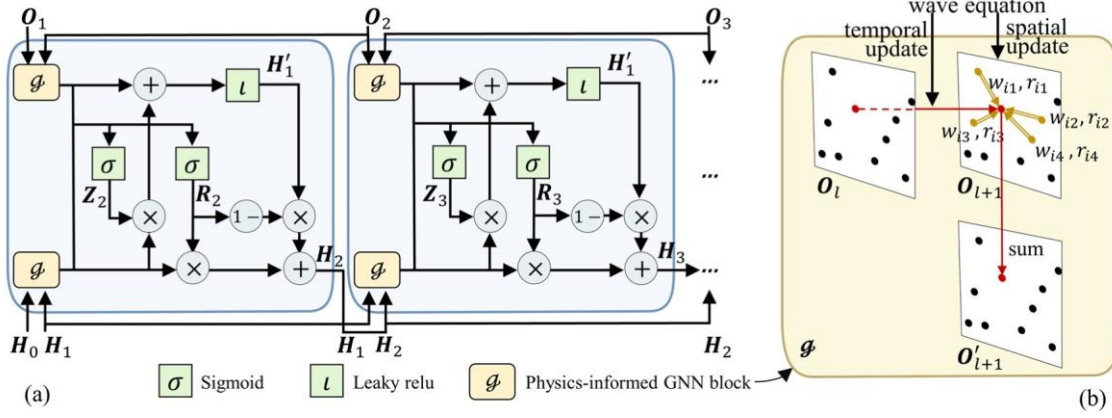 O₁
O₂
O₃
𝒢
+
ι
H′₁
σ
σ
Z₂
R₂
×
1−
×
𝒢
×
+
H₂
H₀
H₁
𝒢
+
ι
H′₁
...
σ
σ
Z₃
R₃
...
×
1−
×
𝒢
×
+
H₃
...
H₁
H₂
H₂
(a)
σ
Sigmoid
ι
Leaky relu
𝒢
Physics-informed GNN block
wave equation
temporal
update
spatial
update
wᵢ₁, rᵢ₁
wᵢ₂, rᵢ₂
wᵢ₃, rᵢ₃
wᵢ₄, rᵢ₄
Oₗ
Oₗ₊₁
sum
𝒢
O′ₗ₊₁
(b)